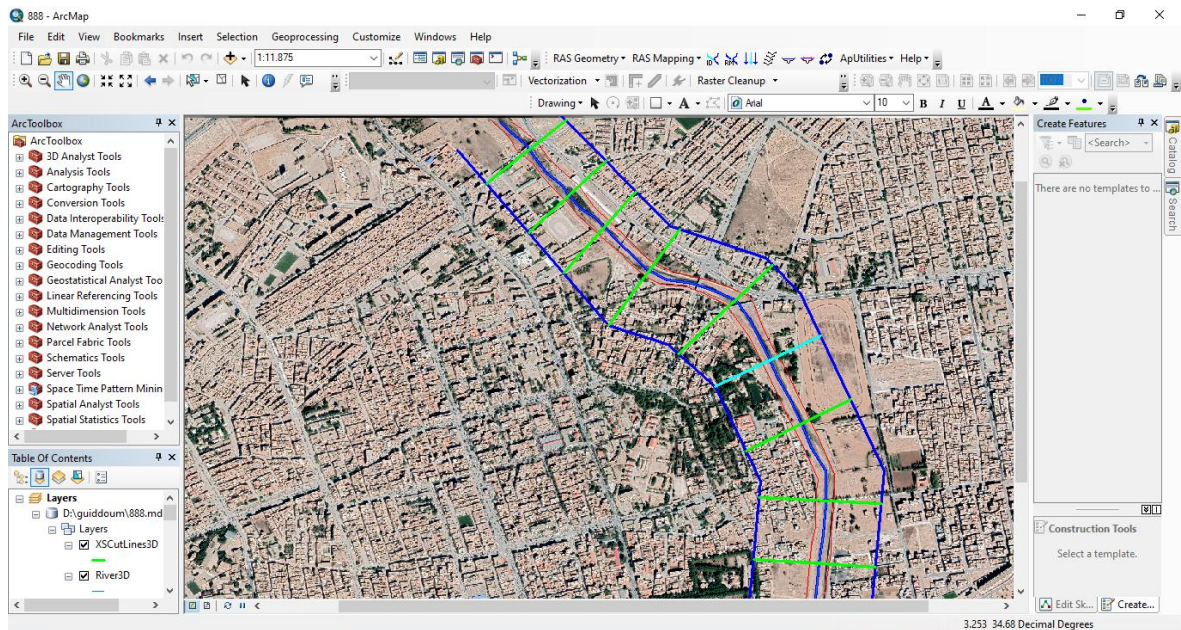 888 - ArcMap
File Edit View Bookmarks Insert Selection Geoprocessing Customize Windows Help
1:11.875
RAS Geometry RAS Mapping ApUtilities Help
Vectorization Raster Cleanup
Drawing A Arial 10 B I U A
ArcToolbox
ArcToolbox
3D Analyst Tools
Analysis Tools
Cartography Tools
Conversion Tools
Data Interoperability Tools
Data Management Tools
Editing Tools
Geocoding Tools
Geostatistical Analyst Too
Linear Referencing Tools
Multidimension Tools
Network Analyst Tools
Parcel Fabric Tools
Schematics Tools
Server Tools
Space Time Pattern Minin
Spatial Analyst Tools
Spatial Statistics Tools
Table Of Contents
Layers
D:\guiddoum\888.md
Layers
XSCutLines3D
River3D
Create Features
<Search>
There are no templates to ...
Construction Tools
Select a template.
Edit Sk... Create...
Catalog
Search
3.253 34.68 Decimal Degrees